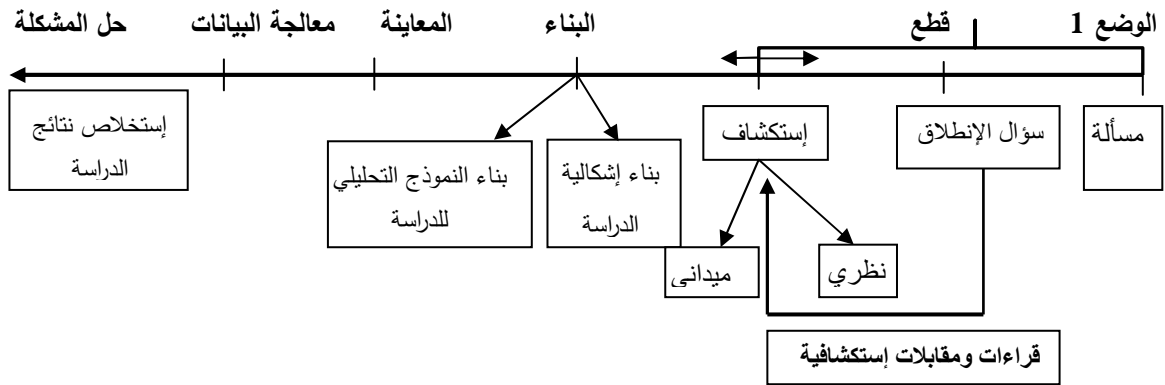 الوضع 1
قطع
البناء
المعاينة
معالجة البيانات
حل المشكلة
مسألة
سؤال الإنطلاق
إستكشاف
بناء إشكالية
الدراسة
بناء النموذج التحليلي
للدراسة
إستخلاص نتائج
الدراسة
نظري
ميدانى
قراءات ومقابلات إستكشافية